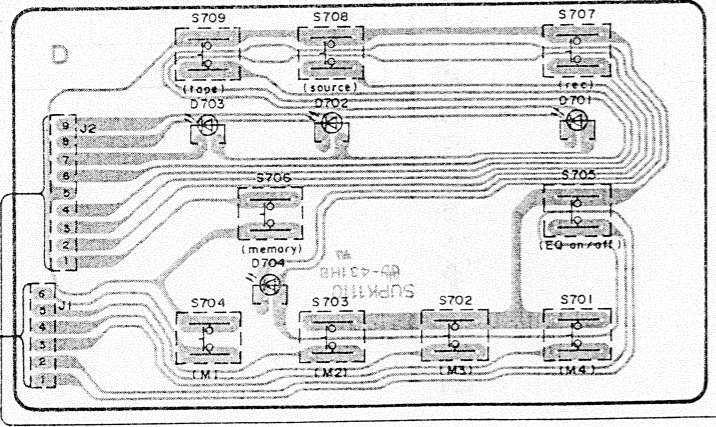 S709
S708
S707
D
(tape)
(source)
(rec)
D703
D702
D701
9
J2
8
7
6
5
4
3
2
1
S706
S705
(memory)
(EQ on/off)
D704
SUPK1110
6
J1
5
4
3
2
1
S704
S703
S702
S701
(M1)
(M2)
(M3)
(M4)